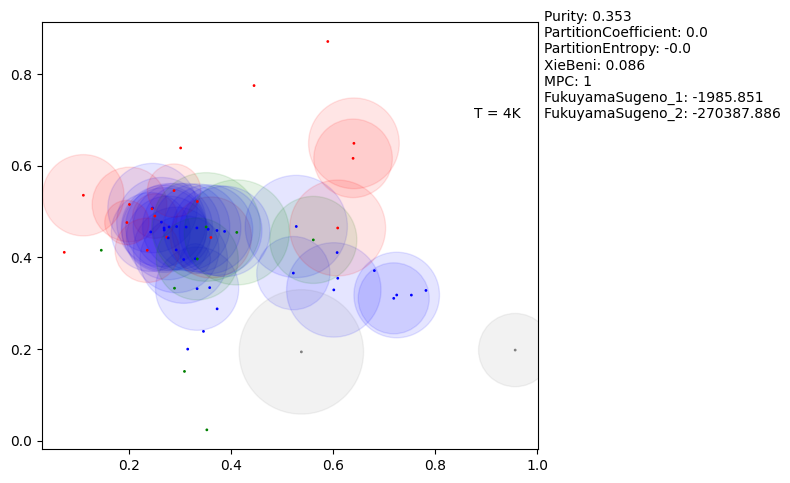 Purity: 0.353
PartitionCoefficient: 0.0
PartitionEntropy: -0.0
XieBeni: 0.086
MPC: 1
FukuyamaSugeno_1: -1985.851
FukuyamaSugeno_2: -270387.886
T = 4K
0.8
0.6
0.4
0.2
0.0
0.2 0.4 0.6 0.8 1.0